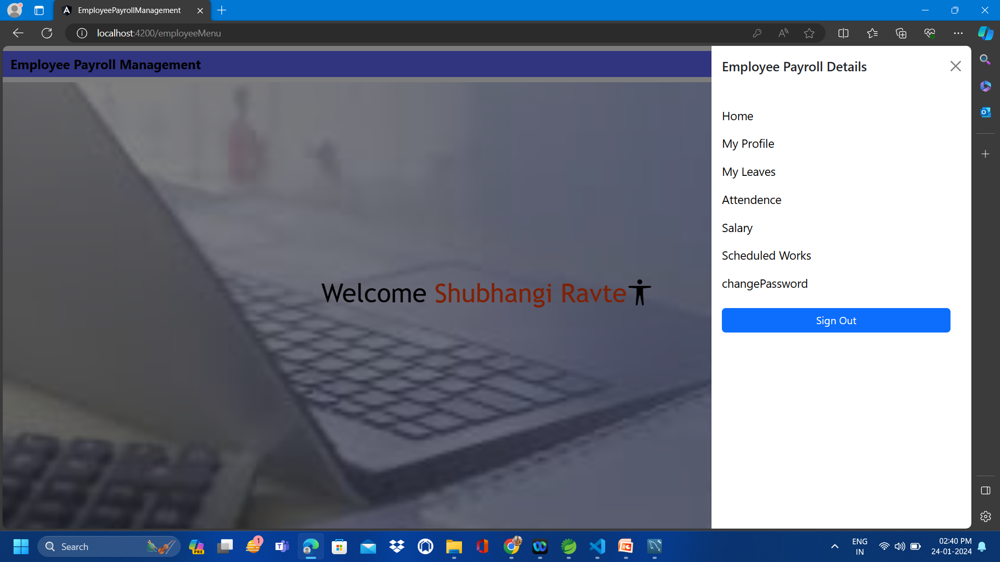 EmployeePayrollManagement
localhost:4200/employeeMenu
Employee Payroll Management
Welcome Shubhangi Ravte
Employee Payroll Details
Home
My Profile
My Leaves
Attendence
Salary
Scheduled Works
changePassword
Sign Out
Search
PRE
1
ENG
IN
02:40 PM
24-01-2024